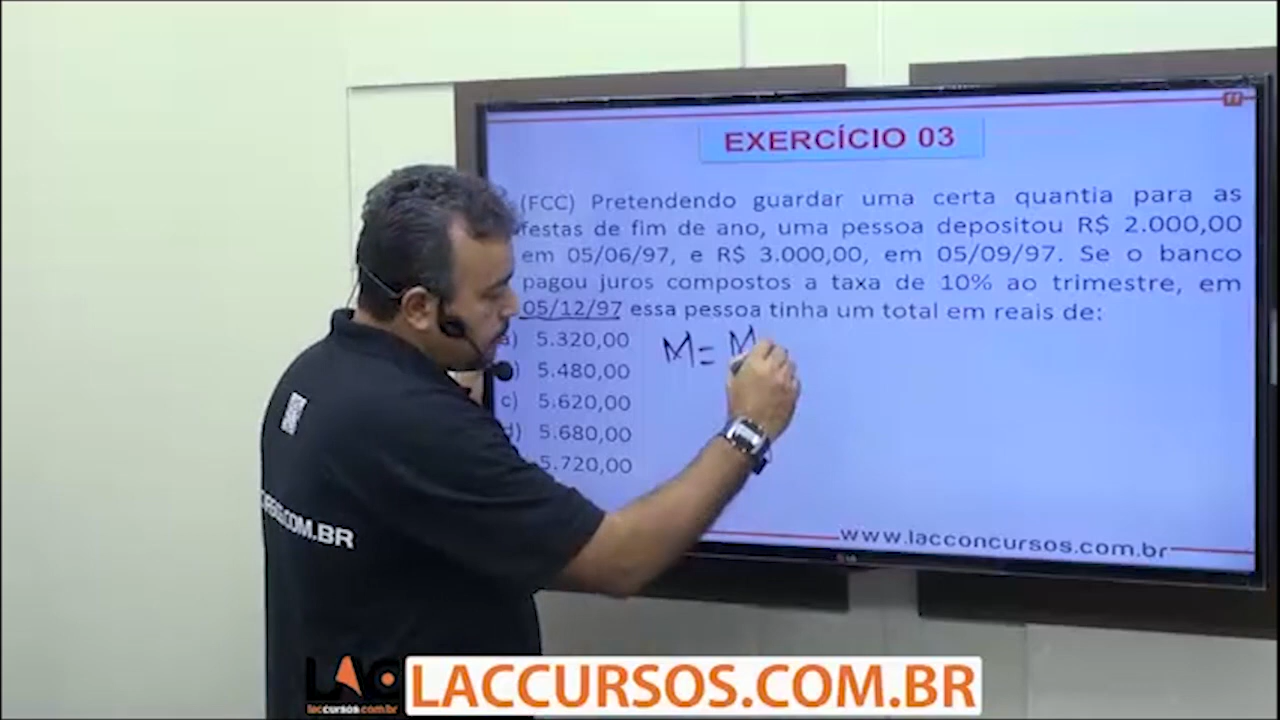 77
EXERCÍCIO 03
(FCC) Pretendendo guardar uma certa quantia para as
festas de fim de ano, uma pessoa depositou R$ 2.000,00
em 05/06/97, e R$ 3.000,00, em 05/09/97. Se o banco
pagou juros compostos a taxa de 10% ao trimestre, em
05/12/97 essa pessoa tinha um total em reais de:
a) 5.320,00
) 5.480,00
c) 5.620,00
d) 5.680,00
5.720,00
M = M
www.lacconcursos.com.br
.COM.BR
LAC
laccursos.com.br
LACCURSOS.COM.BR